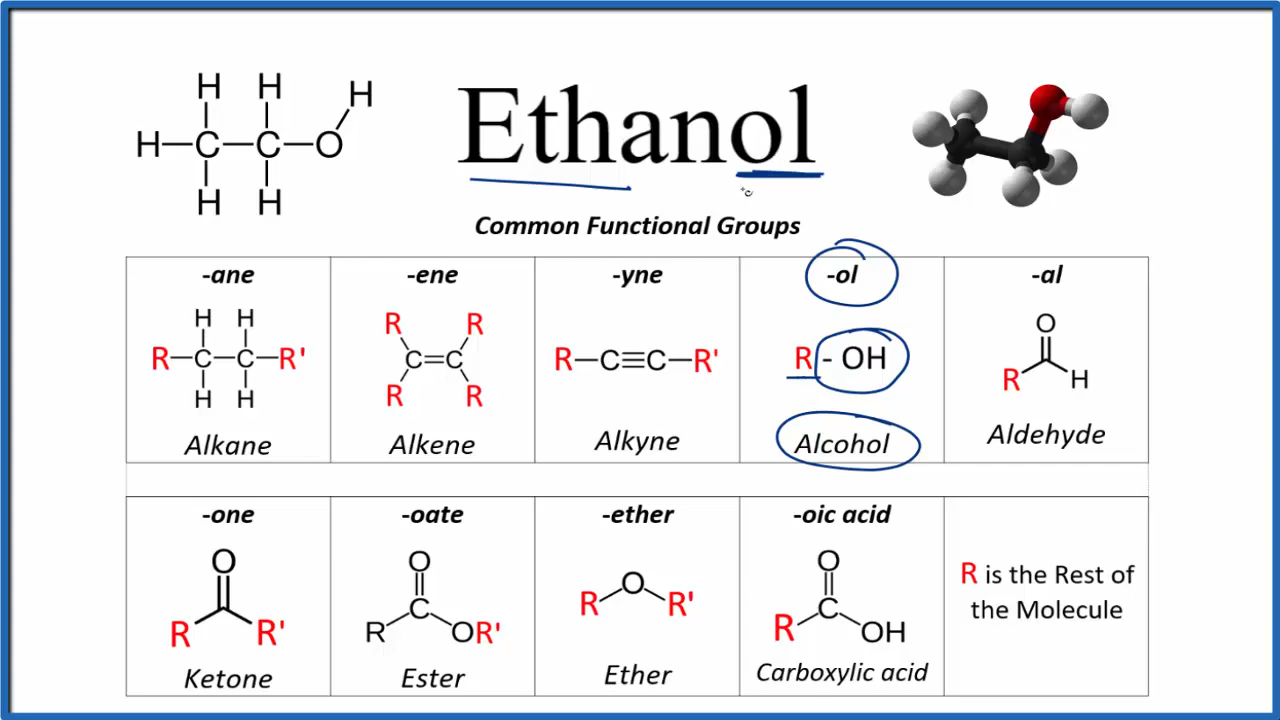 H H H
H C C O
H H
Ethanol
Common Functional Groups
-ane -ene -yne -ol -al
H H
R C C R'
H H
Alkane
R R
C C
R R
Alkene
R C C R'
Alkyne
R - OH
Alcohol
O
R H
Aldehyde
-one -oate -ether -oic acid
O
R R'
Ketone
O
C
R OR'
Ester
O
R R'
Ether
O
C
R OH
Carboxylic acid
R is the Rest of
the Molecule